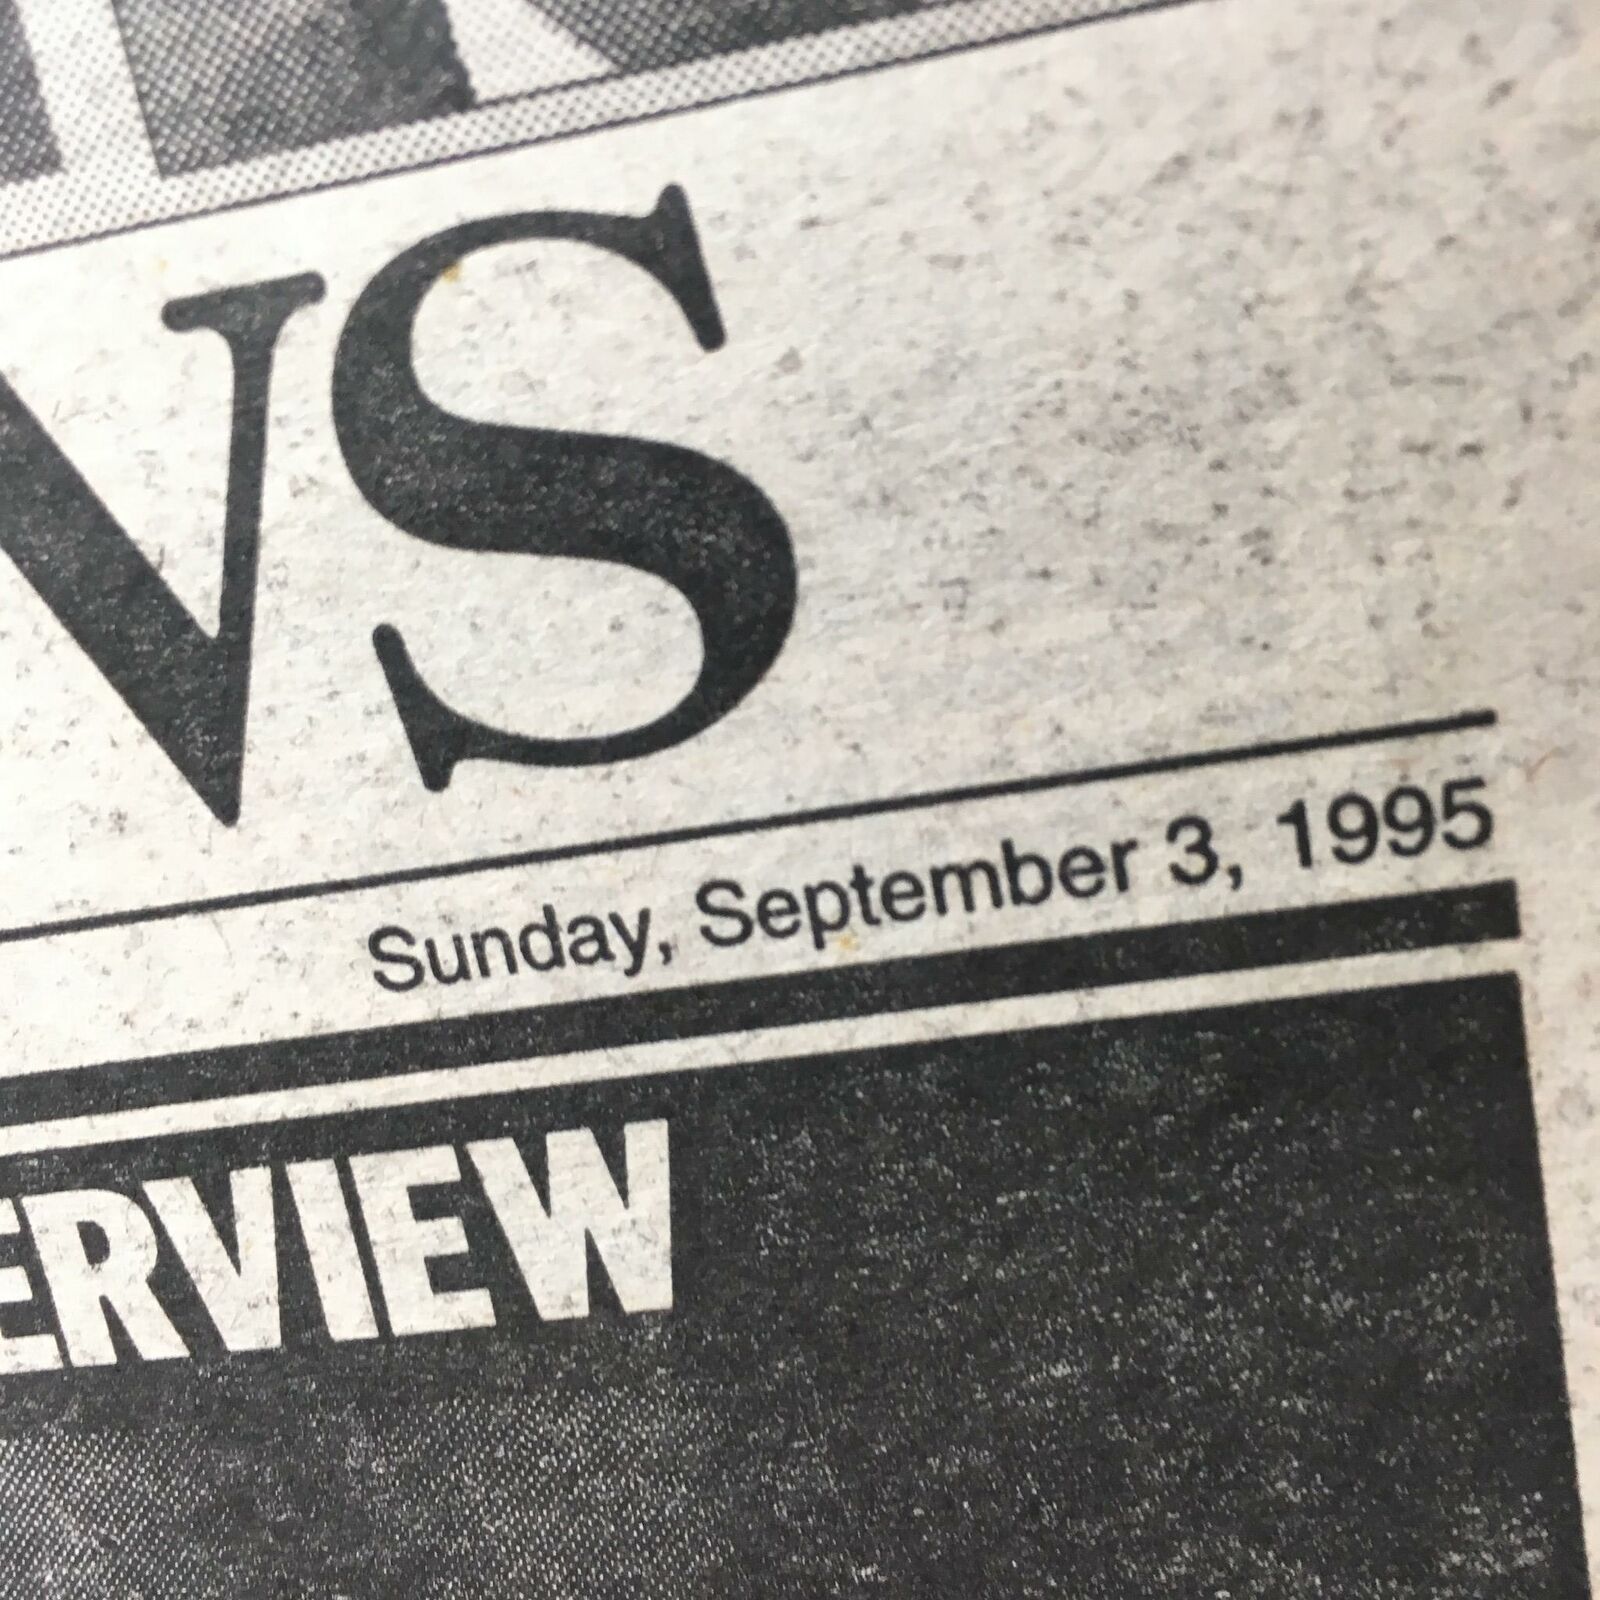 VS
Sunday, September 3, 1995
ERVIEW